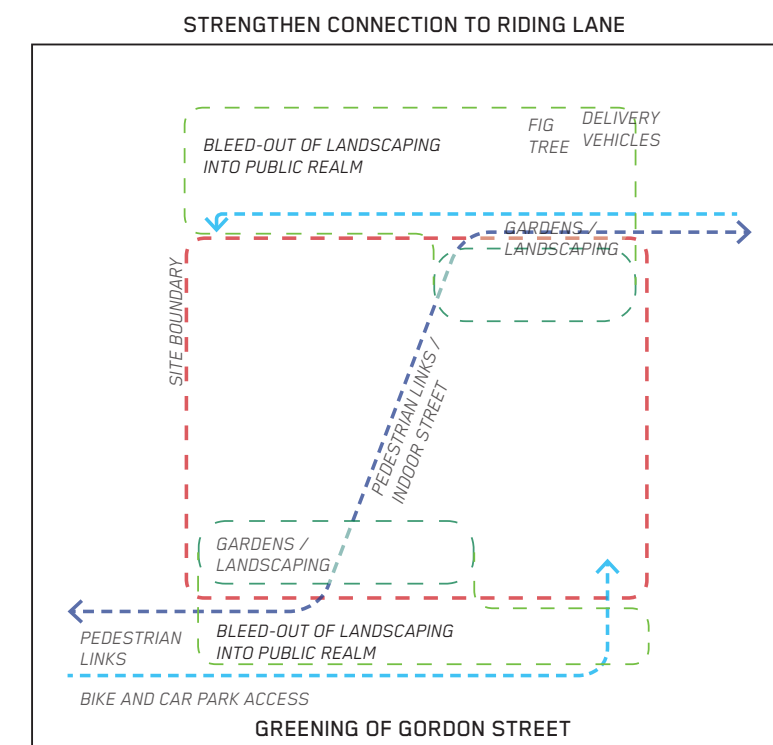 STRENGTHEN CONNECTION TO RIDING LANE
BLEED-OUT OF LANDSCAPING
INTO PUBLIC REALM
FIG
TREE
DELIVERY
VEHICLES
GARDENS /
LANDSCAPING
SITE BOUNDARY
PEDESTRIAN LINKS /
INDOOR STREET
GARDENS /
LANDSCAPING
PEDESTRIAN
LINKS
BLEED-OUT OF LANDSCAPING
INTO PUBLIC REALM
BIKE AND CAR PARK ACCESS
GREENING OF GORDON STREET